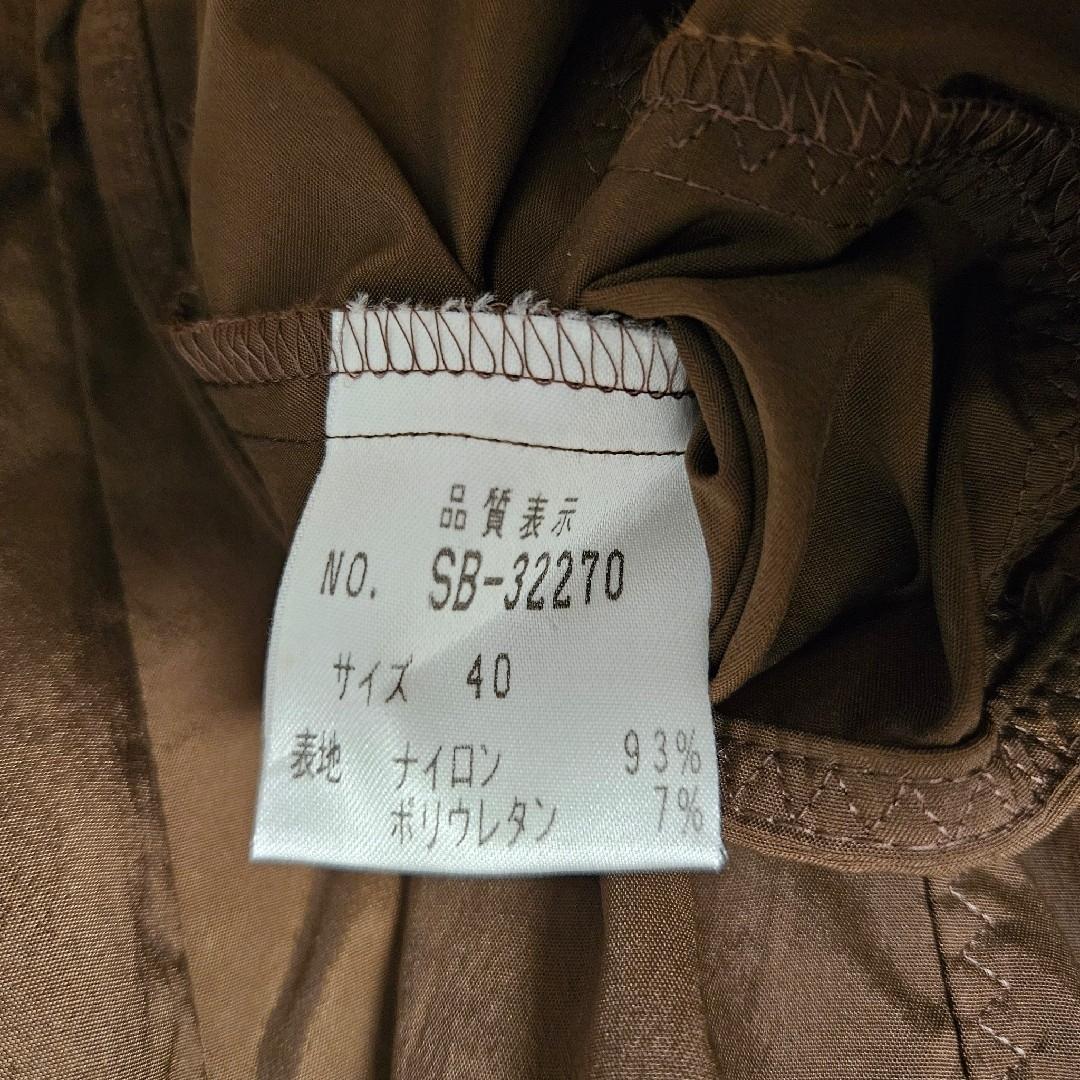 品質表示
NO. SB-32270
サイズ 40
表地 ナイロン 93%
ポリウレタン 7%